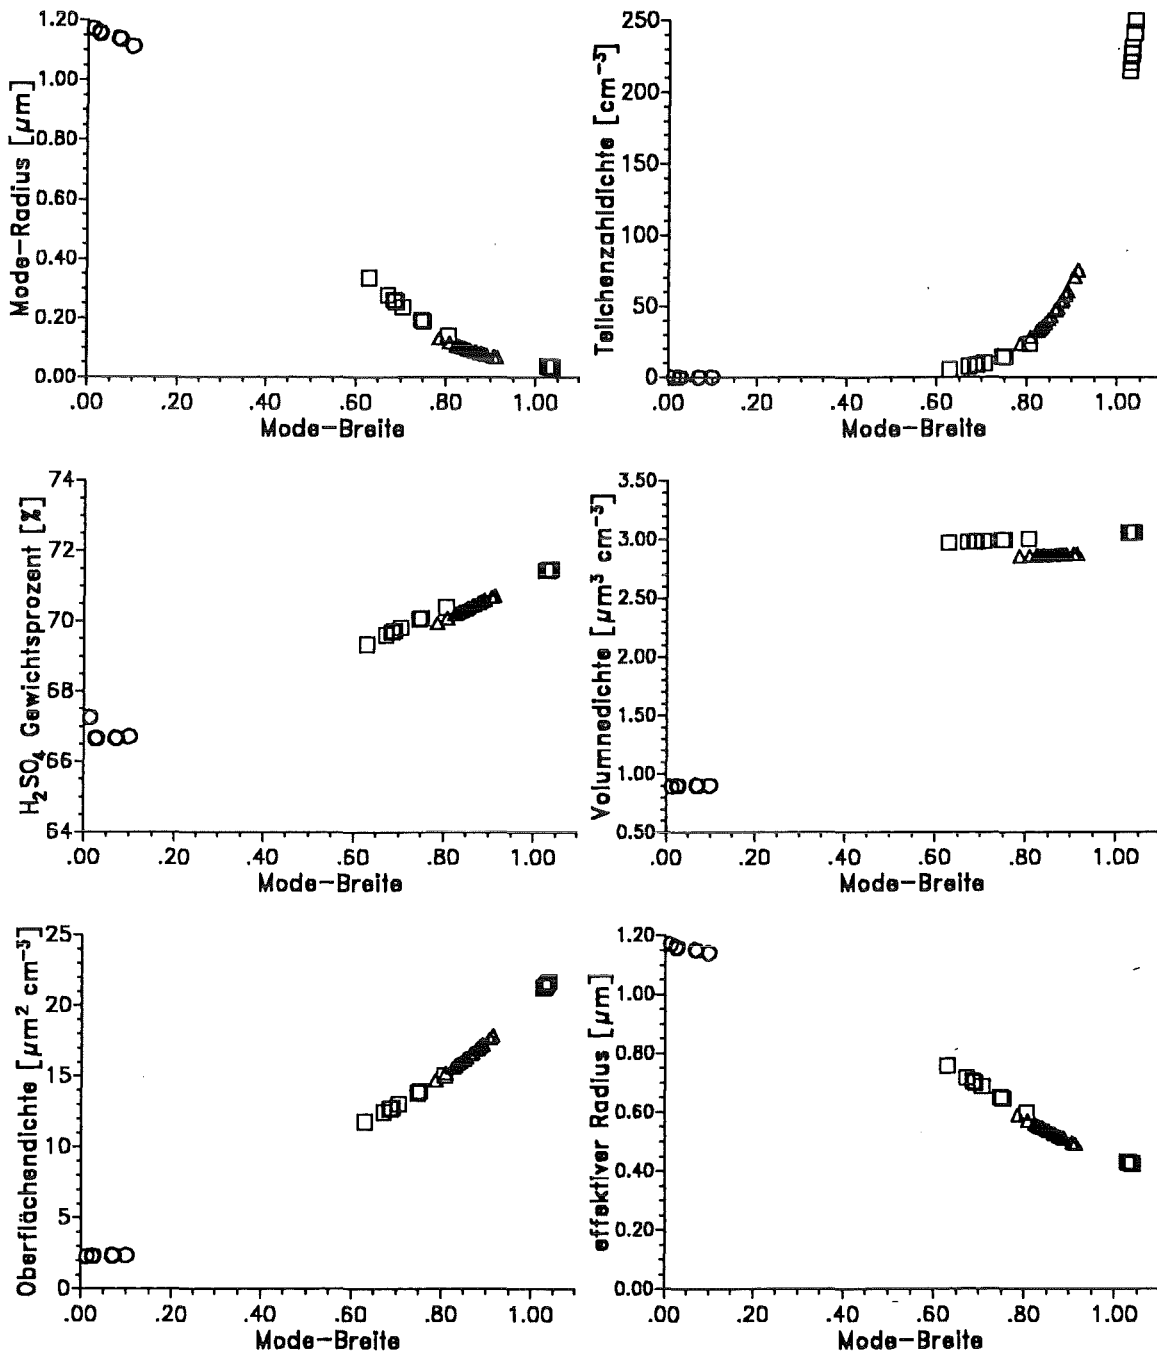 Mode-Radius [µm]
1.20
1.00
0.80
0.60
0.40
0.20
0.00
.00 .20 .40 .60 .80 1.00
Mode-Breite
Teilchenzahldichte [cm⁻³]
250
200
150
100
50
0
.00 .20 .40 .60 .80 1.00
Mode-Breite
H₂SO₄ Gewichtsprozent [%]
74
72
70
68
66
64
.00 .20 .40 .60 .80 1.00
Mode-Breite
Volumnedichte [µm³ cm⁻³]
3.50
3.00
2.50
2.00
1.50
1.00
0.50
.00 .20 .40 .60 .80 1.00
Mode-Breite
Oberflächendichte [µm² cm⁻³]
25
20
15
10
5
0
.00 .20 .40 .60 .80 1.00
Mode-Breite
effektiver Radius [µm]
1.20
1.00
0.80
0.60
0.40
0.20
0.00
.00 .20 .40 .60 .80 1.00
Mode-Breite